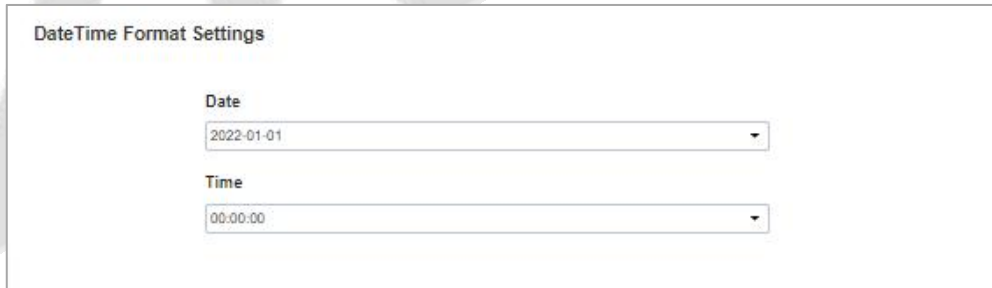 DateTime Format Settings
Date
2022-01-01
Time
00:00:00